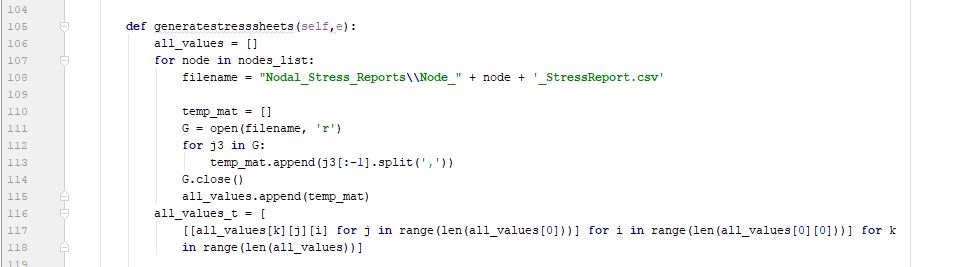 104
105 def generatestresssheets(self,e):
106 all_values = []
107 for node in nodes_list:
108 filename = "Nodal_Stress_Reports\\Node_" + node + '_StressReport.csv'
109
110 temp_mat = []
111 G = open(filename, 'r')
112 for j3 in G:
113 temp_mat.append(j3[:-1].split(','))
114 G.close()
115 all_values.append(temp_mat)
116 all_values_t = [
117 [[all_values[k][j][i] for j in range(len(all_values[0]))] for i in range(len(all_values[0][0]))] for k
118 in range(len(all_values))]
119